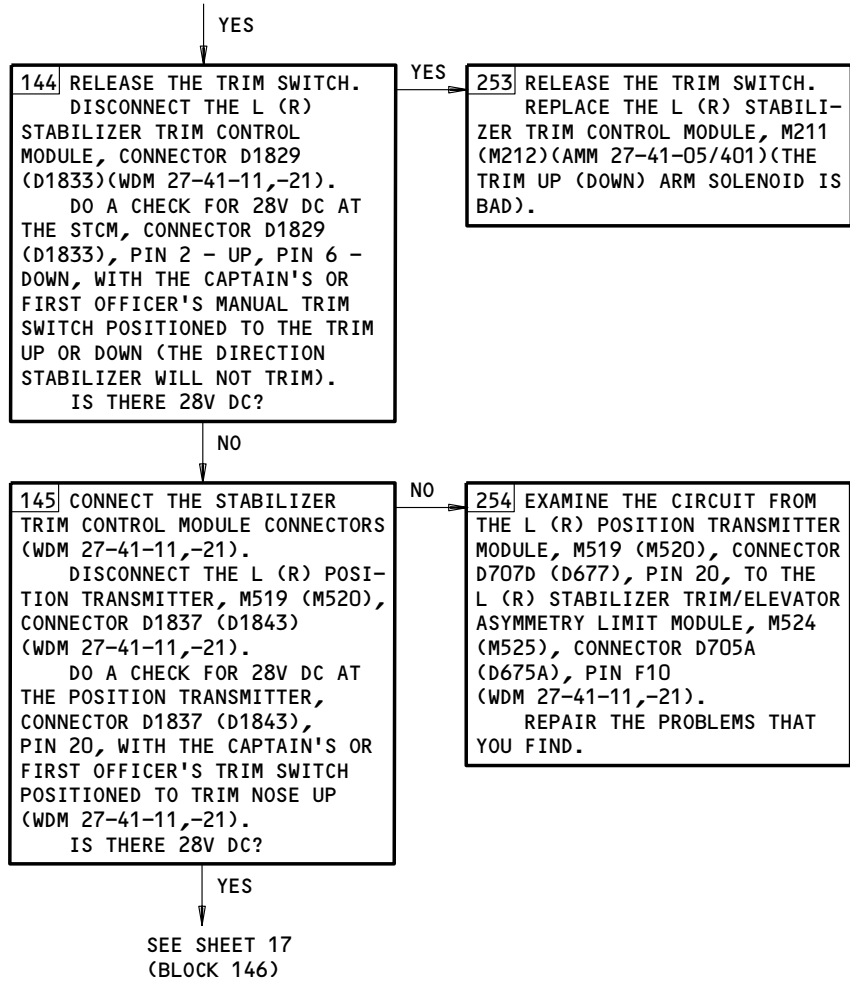 YES
144 RELEASE THE TRIM SWITCH.
DISCONNECT THE L (R)
STABILIZER TRIM CONTROL
MODULE, CONNECTOR D1829
(D1833)(WDM 27-41-11,-21).
DO A CHECK FOR 28V DC AT
THE STCM, CONNECTOR D1829
(D1833), PIN 2 - UP, PIN 6 -
DOWN, WITH THE CAPTAIN'S OR
FIRST OFFICER'S MANUAL TRIM
SWITCH POSITIONED TO THE TRIM
UP OR DOWN (THE DIRECTION
STABILIZER WILL NOT TRIM).
IS THERE 28V DC?
YES
253 RELEASE THE TRIM SWITCH.
REPLACE THE L (R) STABILI-
ZER TRIM CONTROL MODULE, M211
(M212)(AMM 27-41-05/401)(THE
TRIM UP (DOWN) ARM SOLENOID IS
BAD).
NO
145 CONNECT THE STABILIZER
TRIM CONTROL MODULE CONNECTORS
(WDM 27-41-11,-21).
DISCONNECT THE L (R) POSI-
TION TRANSMITTER, M519 (M520),
CONNECTOR D1837 (D1843)
(WDM 27-41-11,-21).
DO A CHECK FOR 28V DC AT
THE POSITION TRANSMITTER,
CONNECTOR D1837 (D1843),
PIN 20, WITH THE CAPTAIN'S OR
FIRST OFFICER'S TRIM SWITCH
POSITIONED TO TRIM NOSE UP
(WDM 27-41-11,-21).
IS THERE 28V DC?
NO
254 EXAMINE THE CIRCUIT FROM
THE L (R) POSITION TRANSMITTER
MODULE, M519 (M520), CONNECTOR
D707D (D677), PIN 20, TO THE
L (R) STABILIZER TRIM/ELEVATOR
ASYMMETRY LIMIT MODULE, M524
(M525), CONNECTOR D705A
(D675A), PIN F10
(WDM 27-41-11,-21).
REPAIR THE PROBLEMS THAT
YOU FIND.
YES
SEE SHEET 17
(BLOCK 146)